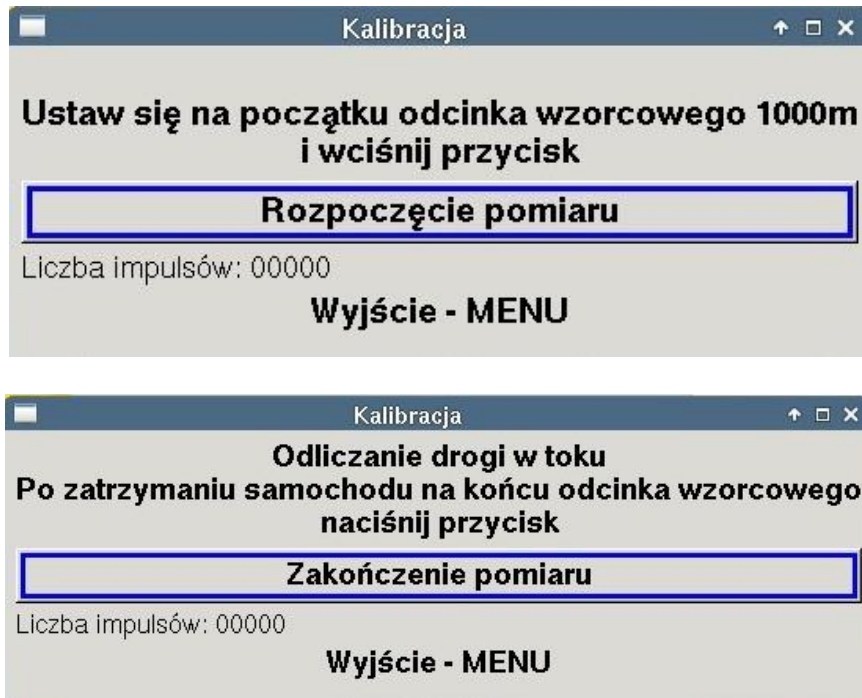 Kalibracja
Ustaw się na początku odcinka wzorcowego 1000m
i wciśnij przycisk
Rozpoczęcie pomiaru
Liczba impulsów: 00000
Wyjście - MENU
Kalibracja
Odliczanie drogi w toku
Po zatrzymaniu samochodu na końcu odcinka wzorcowego
naciśnij przycisk
Zakończenie pomiaru
Liczba impulsów: 00000
Wyjście - MENU